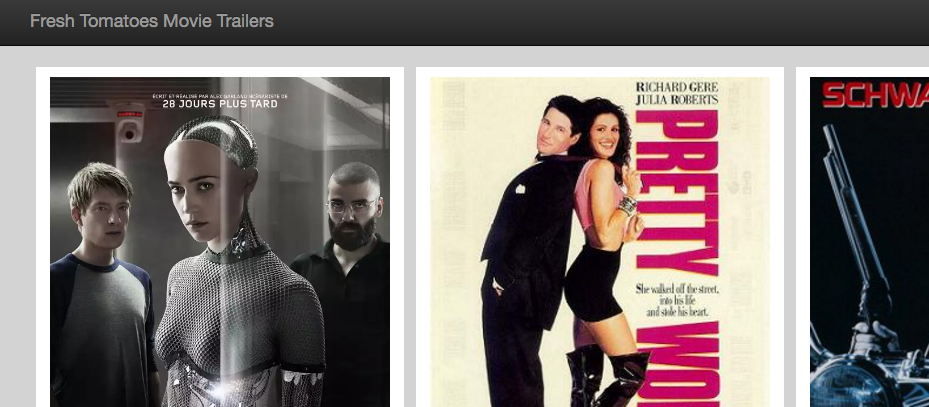 Fresh Tomatoes Movie Trailers
ÉCRIT ET RÉALISÉ PAR ALEX GARLAND SCÉNARISTE DE
28 JOURS PLUS TARD
RICHARD GERE
JULIA ROBERTS
PRETTY WO
She walked off the street,
into his life
and stole his heart.
SCHWA